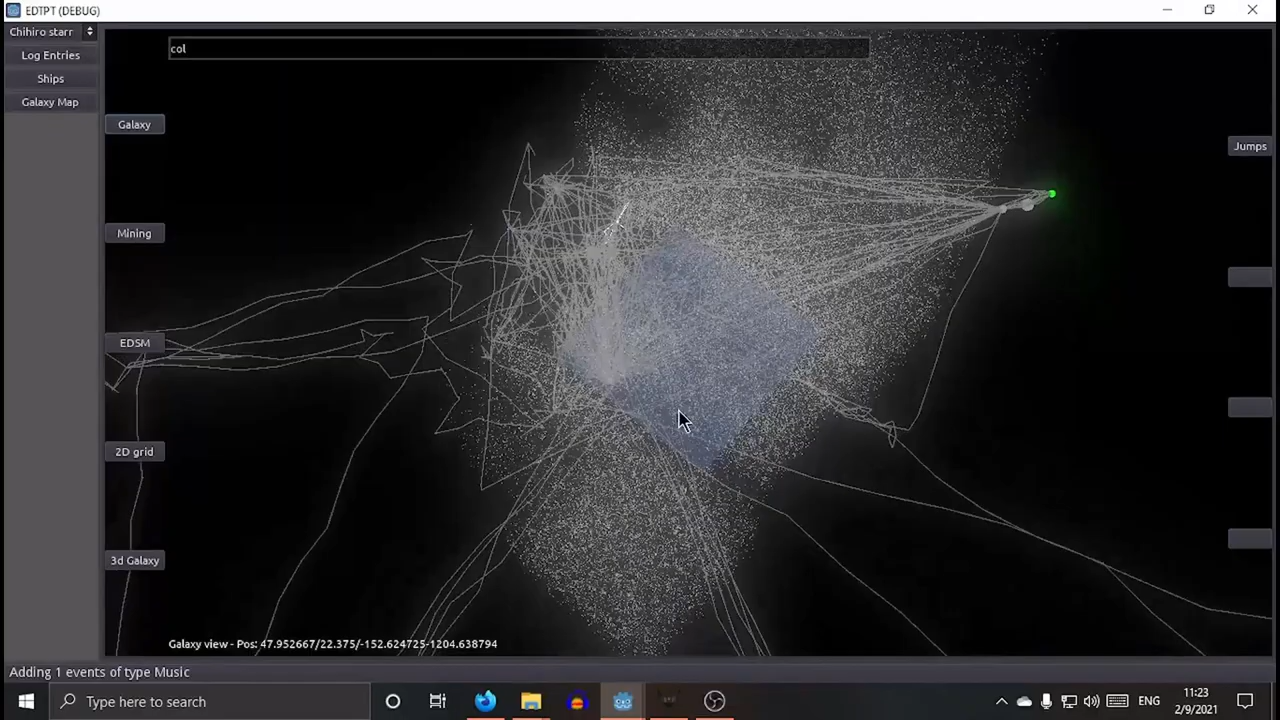 EDTPT (DEBUG)
Chihiro starr
Log Entries
Ships
Galaxy Map
col
Galaxy
Jumps
Mining
EDSM
2D grid
3d Galaxy
Galaxy view - Pos: 47.952667/22.375/-152.624725-1204.638794
Adding 1 events of type Music
Type here to search
ENG
11:23
2/9/2021